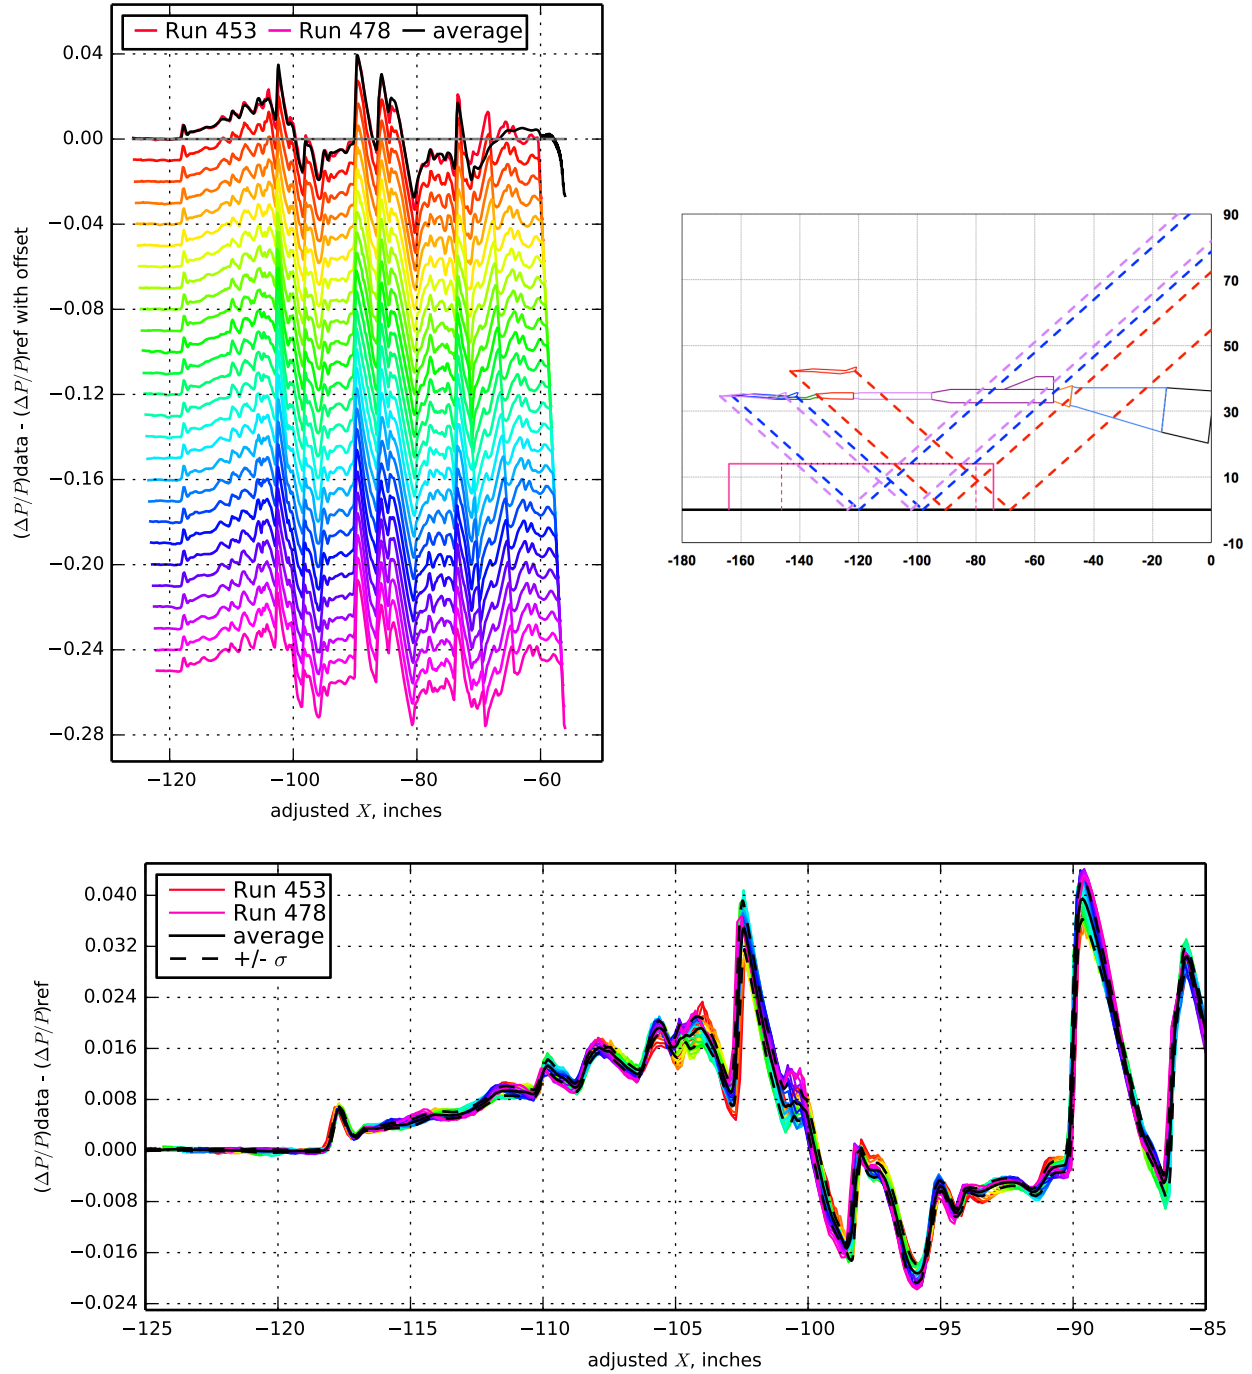 Run 453 Run 478 average
0.04
0.00
−0.04
−0.08
−0.12
−0.16
−0.20
−0.24
−0.28
(ΔP/P)data - (ΔP/P)ref with offset
−120 −100 −80 −60
adjusted X, inches
90
70
50
30
10
-10
-180 -160 -140 -120 -100 -80 -60 -40 -20 0
Run 453
Run 478
average
+/- σ
0.040
0.032
0.024
0.016
0.008
0.000
−0.008
−0.016
−0.024
(ΔP/P)data - (ΔP/P)ref
−125 −120 −115 −110 −105 −100 −95 −90 −85
adjusted X, inches